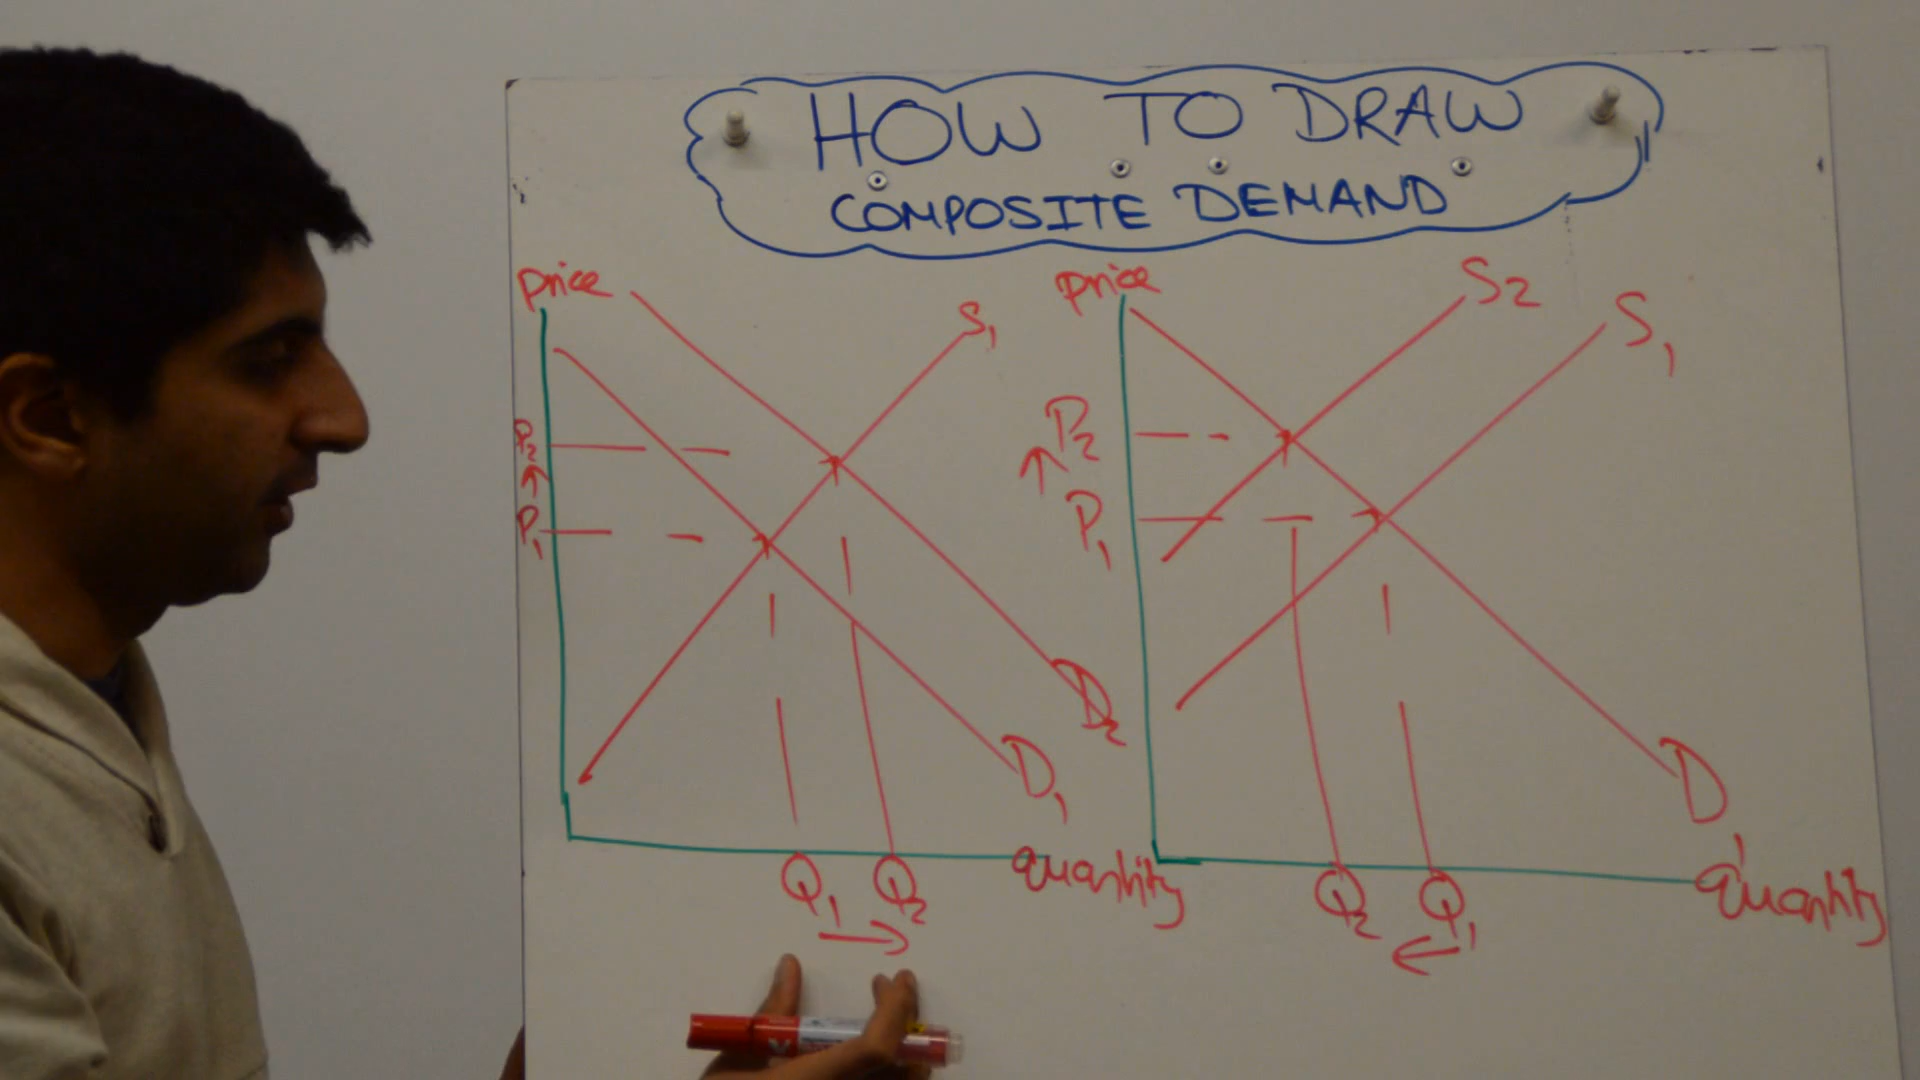 HOW TO DRAW
COMPOSITE DEMAND
price
S1
P2
P1
D2
D1
Q1
Q2
quantity
price
S2
S1
P2
P1
D1
Q2
Q1
quantity